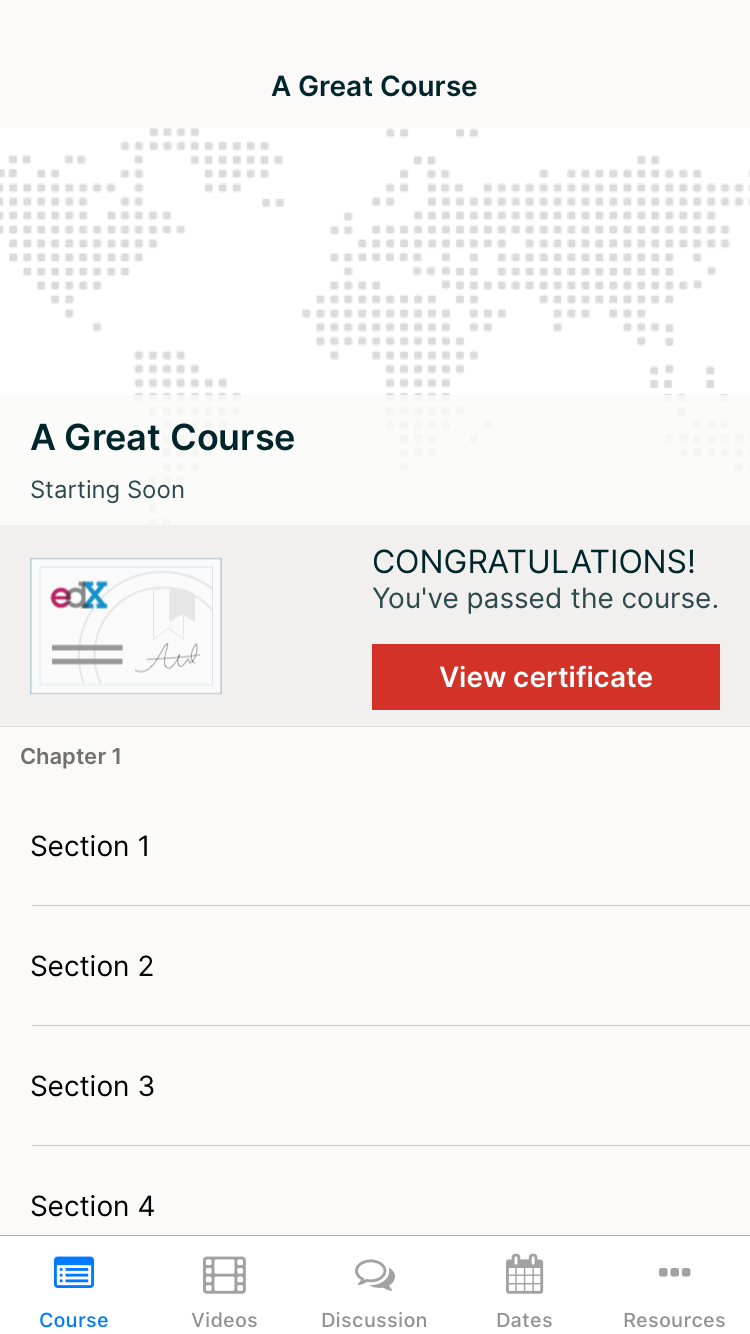 A Great Course
A Great Course
Starting Soon
edX
CONGRATULATIONS!
You've passed the course.
View certificate
Chapter 1
Section 1
Section 2
Section 3
Section 4
Course
Videos
Discussion
Dates
Resources